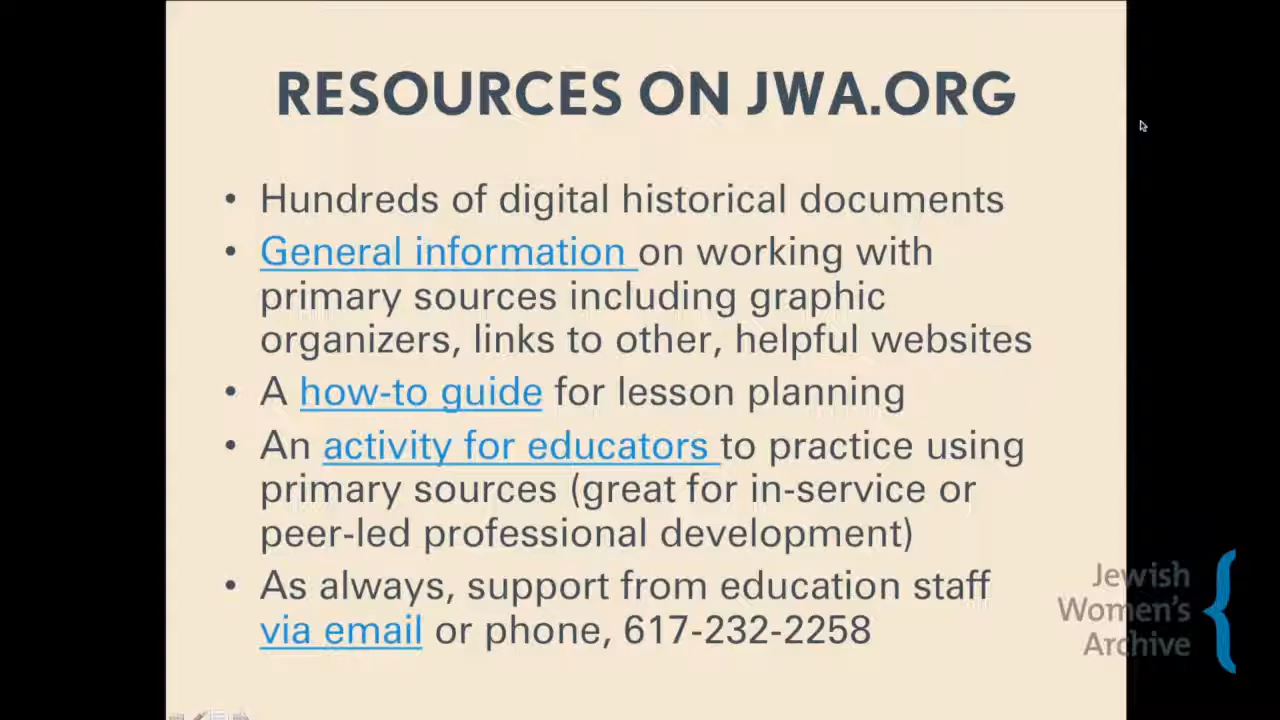 RESOURCES ON JWA.ORG
• Hundreds of digital historical documents
• General information on working with
primary sources including graphic
organizers, links to other, helpful websites
• A how-to guide for lesson planning
• An activity for educators to practice using
primary sources (great for in-service or
peer-led professional development)
• As always, support from education staff
via email or phone, 617-232-2258
Jewish
Women's
Archive